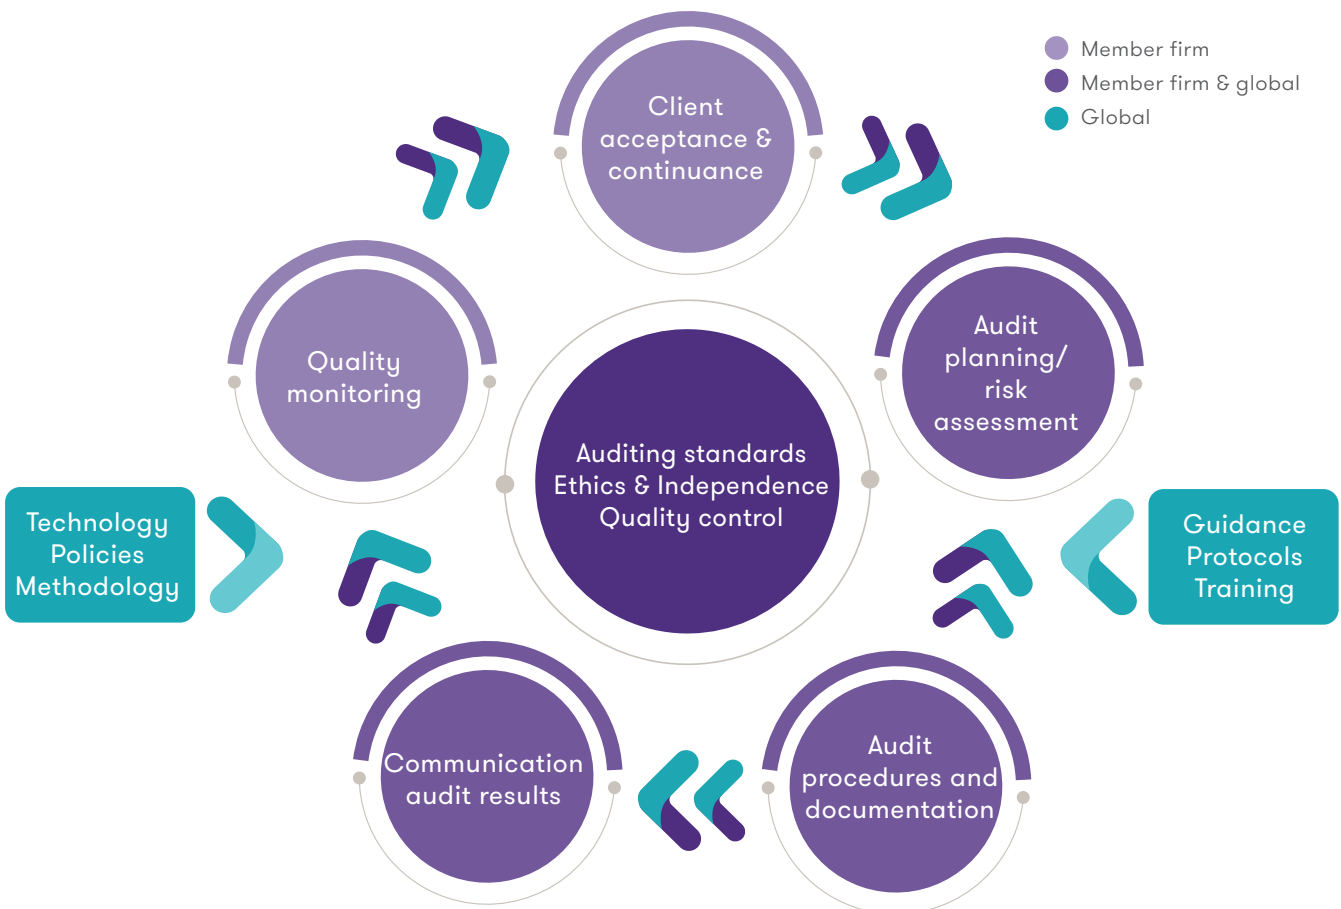 Member firm
Member firm & global
Global
Client
acceptance &
continuance
Audit
planning/
risk
assessment
Quality
monitoring
Auditing standards
Ethics & Independence
Quality control
Technology
Policies
Methodology
Guidance
Protocols
Training
Communication
audit results
Audit
procedures and
documentation